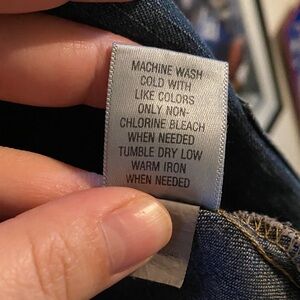 MACHINE WASH
COLD WITH
LIKE COLORS
ONLY NON-
CHLORINE BLEACH
WHEN NEEDED
TUMBLE DRY LOW
WARM IRON
WHEN NEEDED